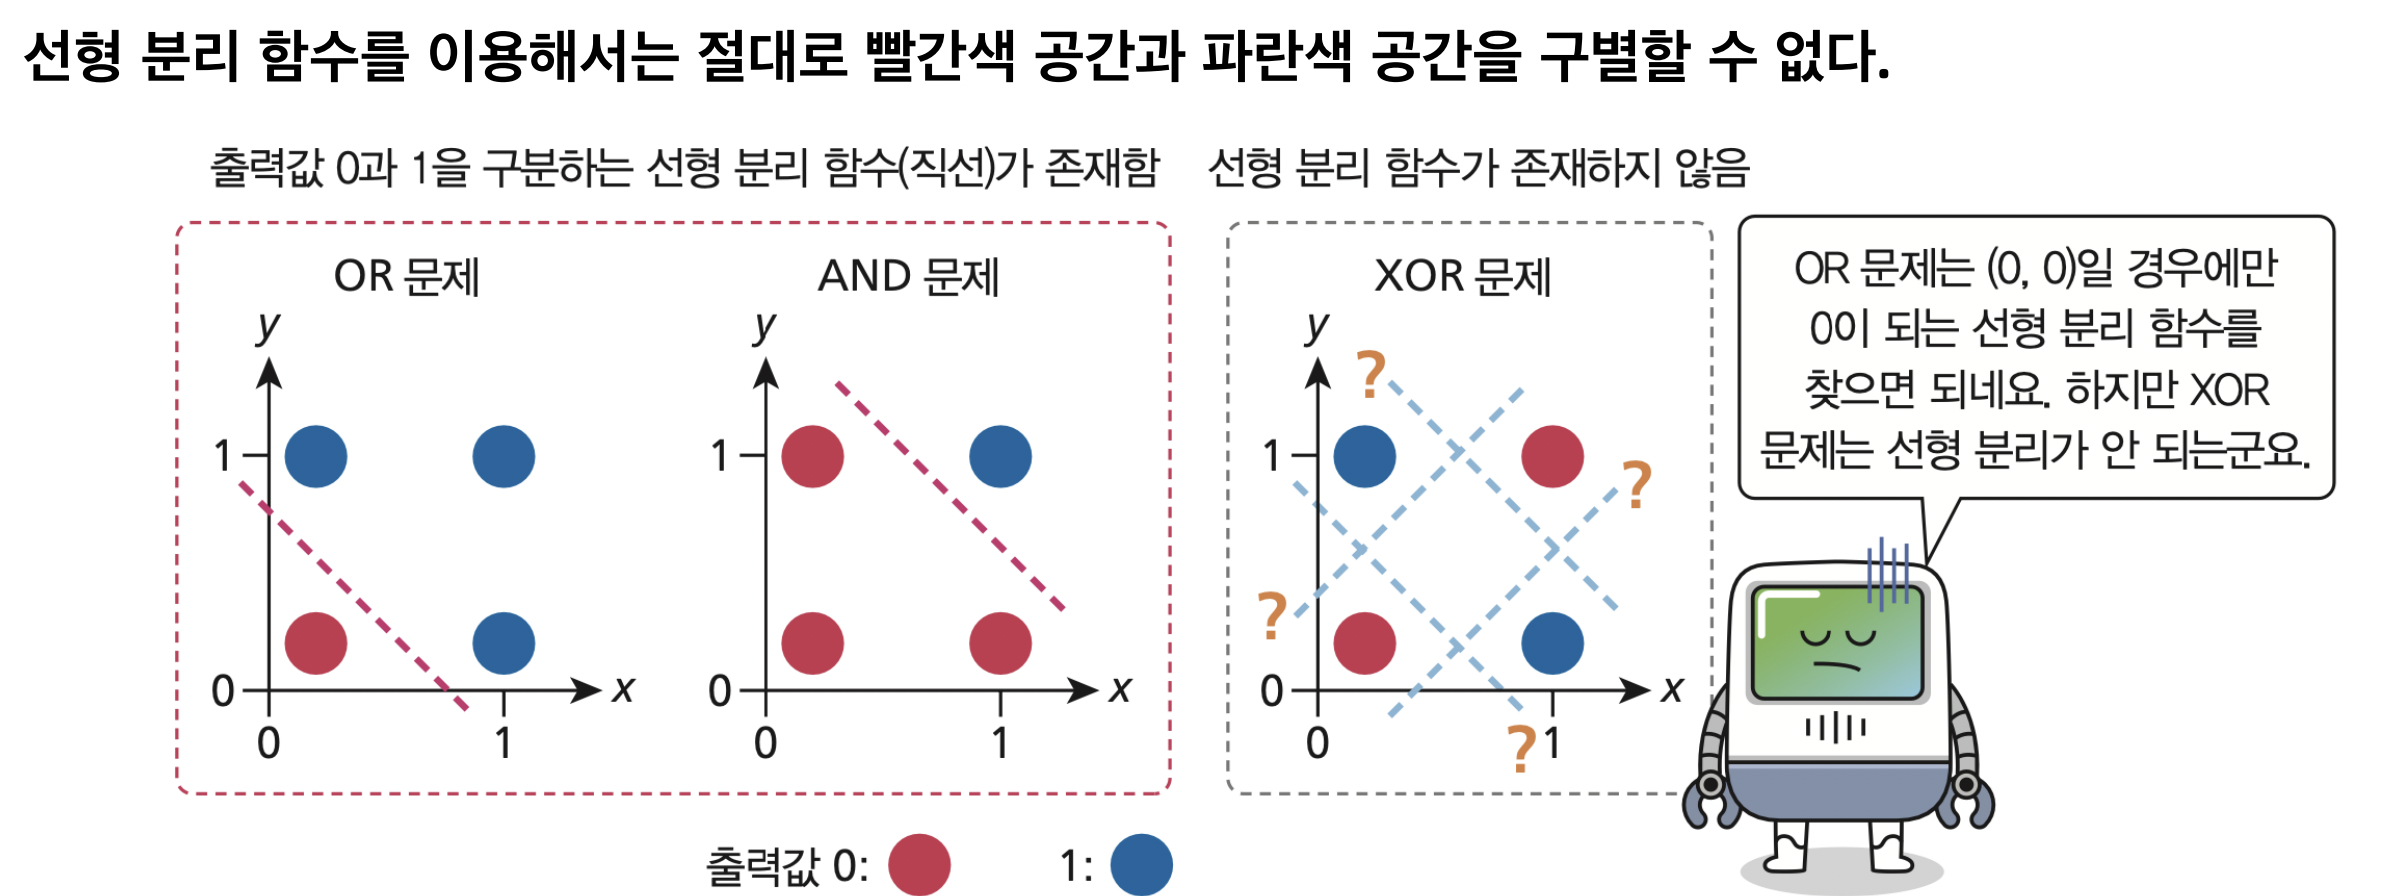 선형 분리 함수를 이용해서는 절대로 빨간색 공간과 파란색 공간을 구별할 수 없다.
출력값 0과 1을 구분하는 선형 분리 함수(직선)가 존재함
선형 분리 함수가 존재하지 않음
OR 문제
y
1
0
0
1
x
AND 문제
y
1
0
0
1
x
XOR 문제
y
?
1
?
?
0
0
?
1
x
OR 문제는 (0, 0)일 경우에만
0이 되는 선형 분리 함수를
찾으면 되네요. 하지만 XOR
문제는 선형 분리가 안 되는군요.
출력값 0:
1: